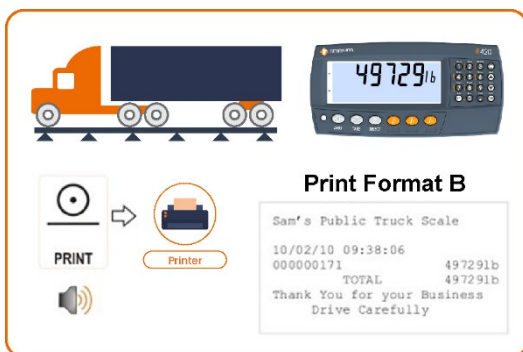 49729lb
Print Format B
Sam's Public Truck Scale
10/02/10 09:38:06
000000171 49729lb
TOTAL 49729lb
Thank You for your Business
Drive Carefully
PRINT
Printer